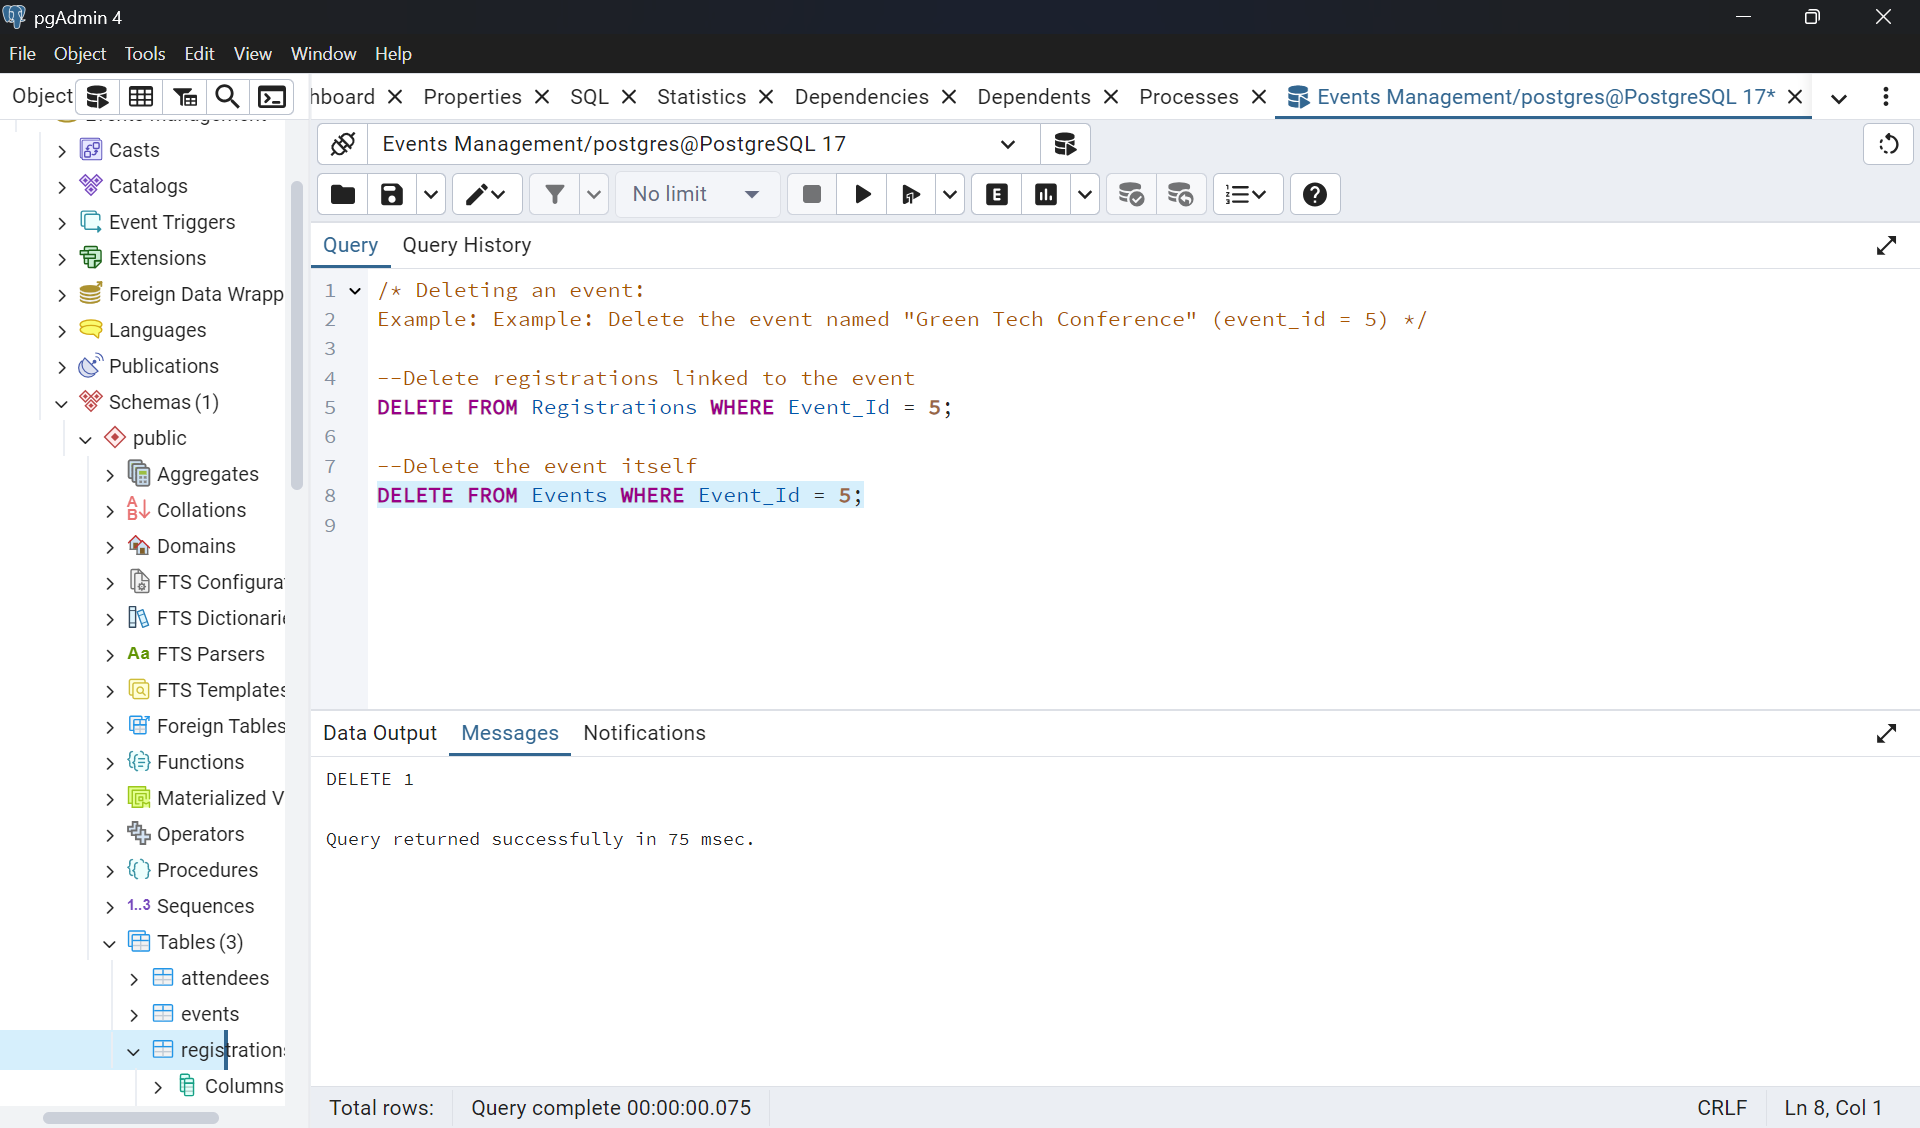 pgAdmin 4
File Object Tools Edit View Window Help
Object
hboard Properties SQL Statistics Dependencies Dependents Processes Events Management/postgres@PostgreSQL 17*
Events Management/postgres@PostgreSQL 17
No limit
E
Query Query History
1 /* Deleting an event:
2 Example: Example: Delete the event named "Green Tech Conference" (event_id = 5) */
3
4 --Delete registrations linked to the event
5 DELETE FROM Registrations WHERE Event_Id = 5;
6
7 --Delete the event itself
8 DELETE FROM Events WHERE Event_Id = 5;
9
Casts
Catalogs
Event Triggers
Extensions
Foreign Data Wrapp
Languages
Publications
Schemas (1)
public
Aggregates
Collations
Domains
FTS Configura
FTS Dictionari
Aa FTS Parsers
FTS Templates
Foreign Tables
Functions
Materialized V
Operators
Procedures
1..3 Sequences
Tables (3)
attendees
events
registrations
Columns
Data Output Messages Notifications
DELETE 1
Query returned successfully in 75 msec.
Total rows: Query complete 00:00:00.075 CRLF Ln 8, Col 1